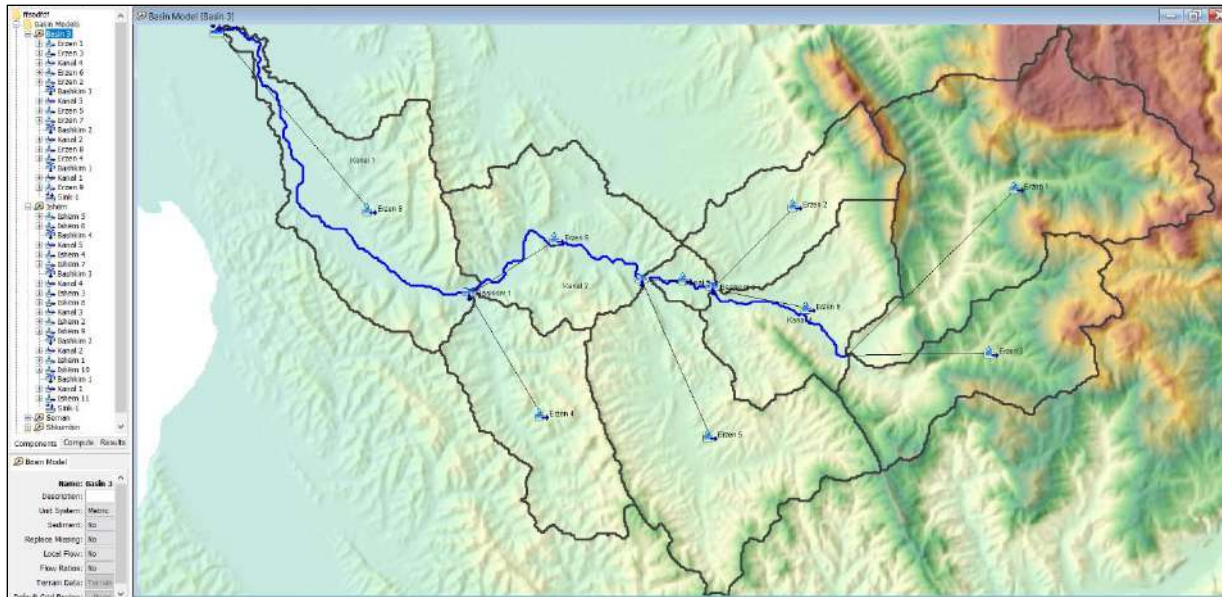 ffsodfdf
Basin Models
Basin 3
Erzen 1
Erzen 3
Kanal 4
Erzen 6
Erzen 2
Bashkim 3
Kanal 3
Erzen 5
Erzen 7
Bashkim 2
Kanal 2
Erzen 8
Erzen 4
Bashkim 1
Kanal 1
Erzen 9
Sink-1
Ishem
Ishem 5
Ishem 6
Bashkim 4
Kanal 5
Ishem 4
Ishem 7
Bashkim 3
Kanal 4
Ishem 3
Ishem 8
Kanal 3
Ishem 2
Ishem 9
Bashkim 2
Kanal 2
Ishem 1
Ishem 10
Bashkim 1
Kanal 1
Ishem 11
Sink-1
Seman
Shkumbin
Components Compute Results
Basin Model
Name: Basin 3
Description:
Unit System: Metric
Sediment: No
Replace Missing: No
Local Flow: No
Flow Ratios: No
Terrain Data: Terrain
Basin Model [Basin 3]
Kanal 1
Erzen 9
Erzen 2
Erzen 1
Kanal 2
Bashkim 1
Erzen 4
Erzen 5